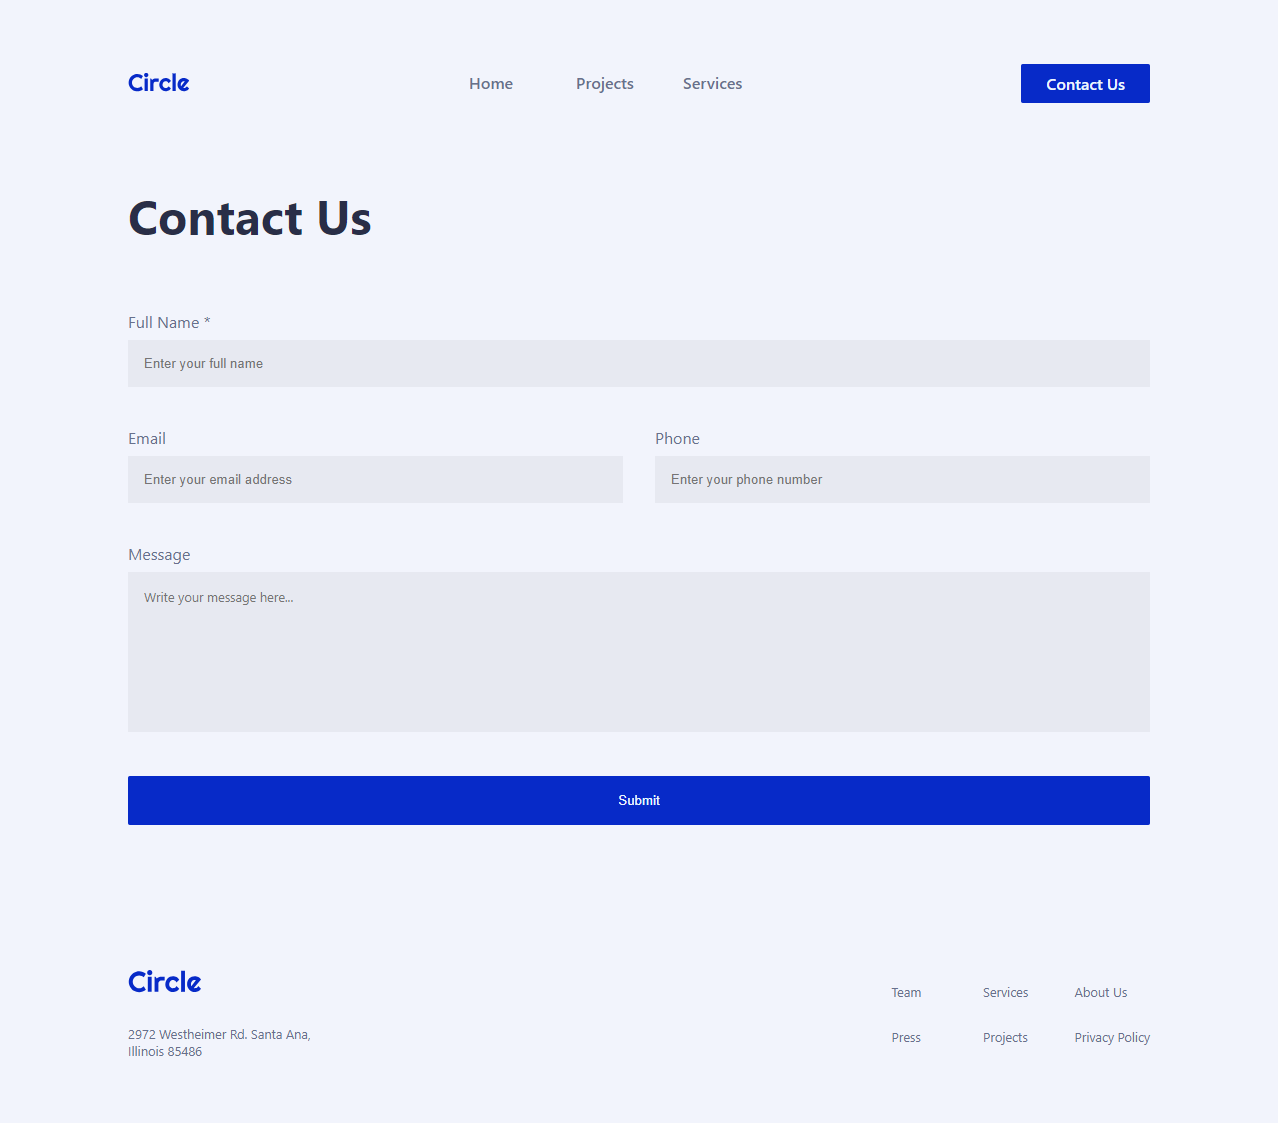 Circle
Home Projects Services
Contact Us
Contact Us
Full Name *
Enter your full name
Email
Enter your email address
Phone
Enter your phone number
Message
Write your message here...
Submit
Circle
2972 Westheimer Rd. Santa Ana,
Illinois 85486
Team Services About Us
Press Projects Privacy Policy